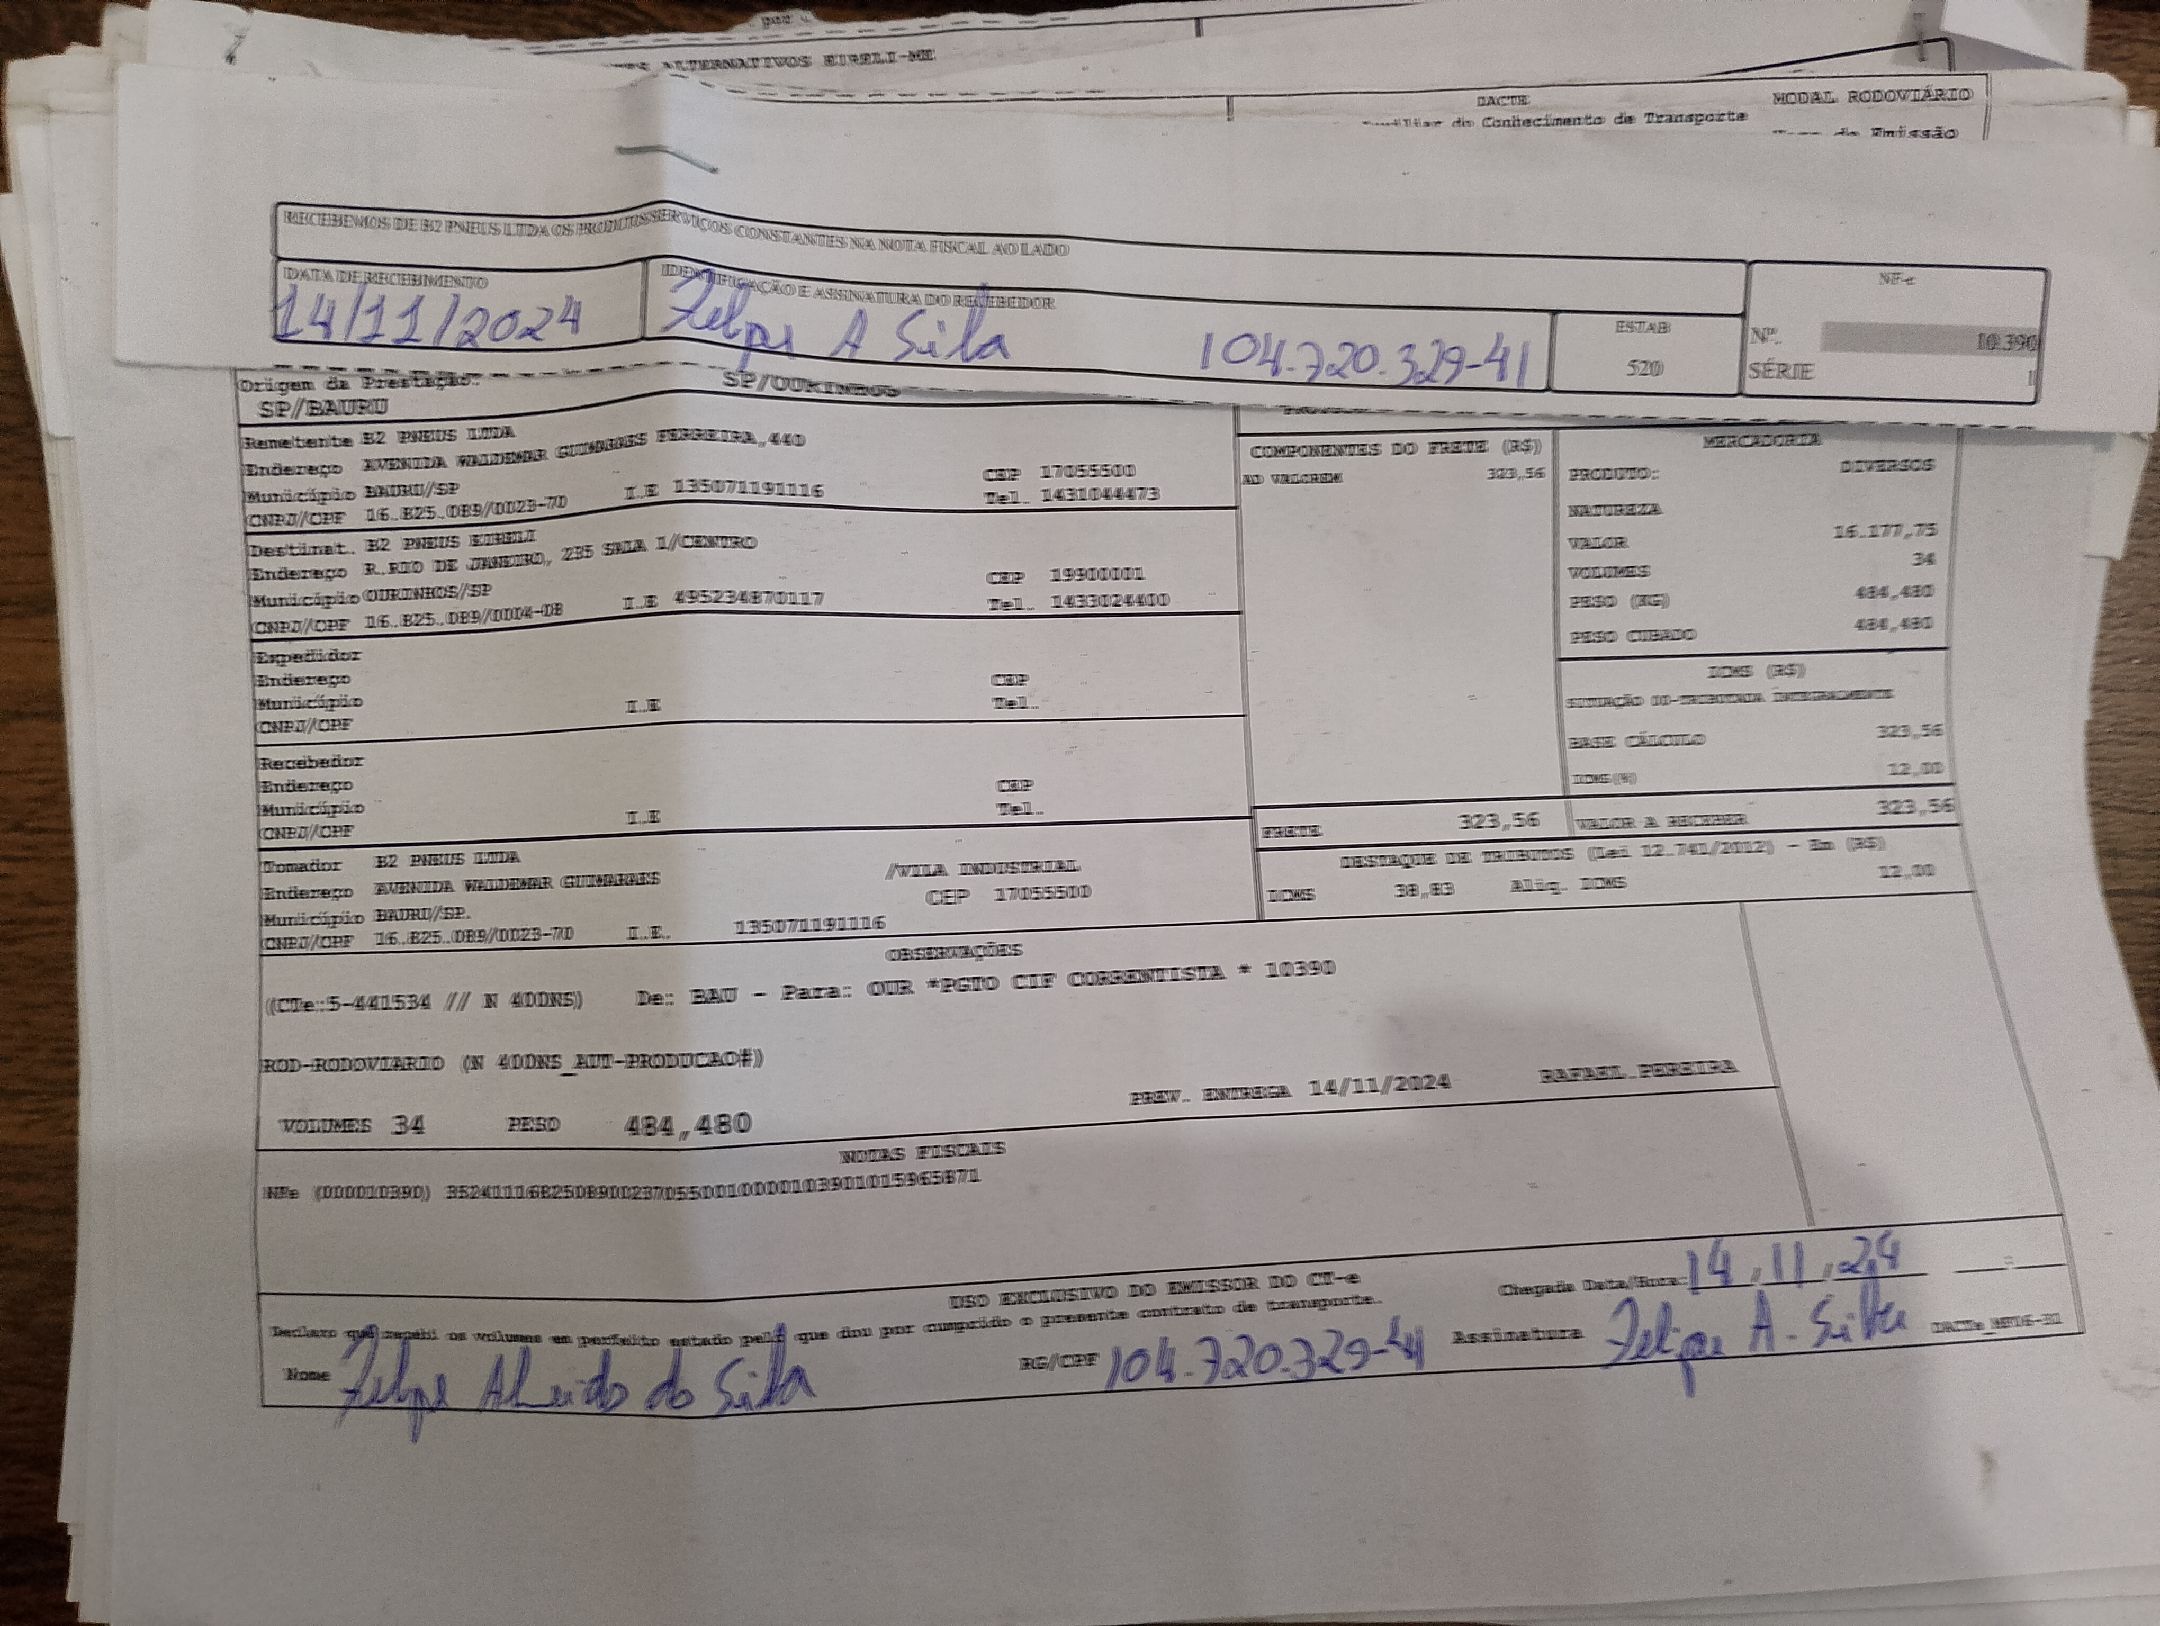 ALTERNATIVOS EIRELI-ME
DACTE
MODAL RODOVIÁRIO
do Conhecimento de Transporte
de Emissão
RECEBEMOS DE B2 PNEUS LTDA OS PRODUTOS/SERVIÇOS CONSTANTES NA NOTA FISCAL AO LADO
DATA DE RECEBIMENTO
IDENTIFICAÇÃO E ASSINATURA DO RECEBEDOR
NF-e
14/11/2024
Felipe A Silva 104.720.329-41
ESTAB
520
Nº. 10.390
SÉRIE 1
Origem da Prestação:
SP/BAURU
SP/OURINHOS
Remetente B2 PNEUS LTDA
Endereço AVENIDA WALDEMAR GUIMARAES FERREIRA,440
Município BAURU/SP CEP 17055500
CNPJ/CPF 16.825.089/0023-70 I.E 135071191116 Tel. 1431044473
Destinat. B2 PNEUS EIRELI
Endereço R.RIO DE JANEIRO, 235 SALA 1/CENTRO
Município OURINHOS/SP CEP 19900001
CNPJ/CPF 16.825.089/0004-08 I.E 495234870117 Tel. 1433024400
Expedidor
Endereço
Município CEP
CNPJ/CPF I.E Tel.
Recebedor
Endereço
Município CEP
CNPJ/CPF I.E Tel.
Tomador B2 PNEUS LTDA
Endereço AVENIDA WALDEMAR GUIMARAES /VILA INDUSTRIAL
Município BAURU/SP. CEP 17055500
CNPJ/CPF 16.825.089/0023-70 I.E. 135071191116
COMPONENTES DO FRETE (R$)
AD VALOREM 323,56
MERCADORIA
PRODUTO: DIVERSOS
NATUREZA
VALOR 16.177,75
VOLUMES 34
PESO (KG) 484,480
PESO CUBADO 484,480
ICMS (R$)
SITUAÇÃO 00-TRIBUTADA INTEGRALMENTE
BASE CÁLCULO 323,56
ICMS(%) 12,00
FRETE 323,56
VALOR A RECEBER 323,56
DESTAQUE DE TRIBUTOS (Lei 12.741/2012) - Em (R$)
ICMS 38,83 Alíq. ICMS 12,00
OBSERVAÇÕES
(CTe:5-441534 // N 400NS) De: BAU - Para: OUR *PGTO CIF CORRENTISTA * 10390
ROD-RODOVIARIO (N 400NS_AUT-PRODUCAO#)
PREV. ENTREGA 14/11/2024 RAFAEL.PEREIRA
VOLUMES 34 PESO 484,480
NOTAS FISCAIS
NFe (000010390) 35241116825089002370550010000103901015965871
USO EXCLUSIVO DO EMISSOR DO CT-e
Chegada Data/Hora: 14.11.24
Declaro que recebi os volumes em perfeito estado pelo que dou por cumprido o presente contrato de transporte.
Nome Felipe Almeida da Silva RG/CPF 104.720.329-41 Assinatura Felipe A. Silva